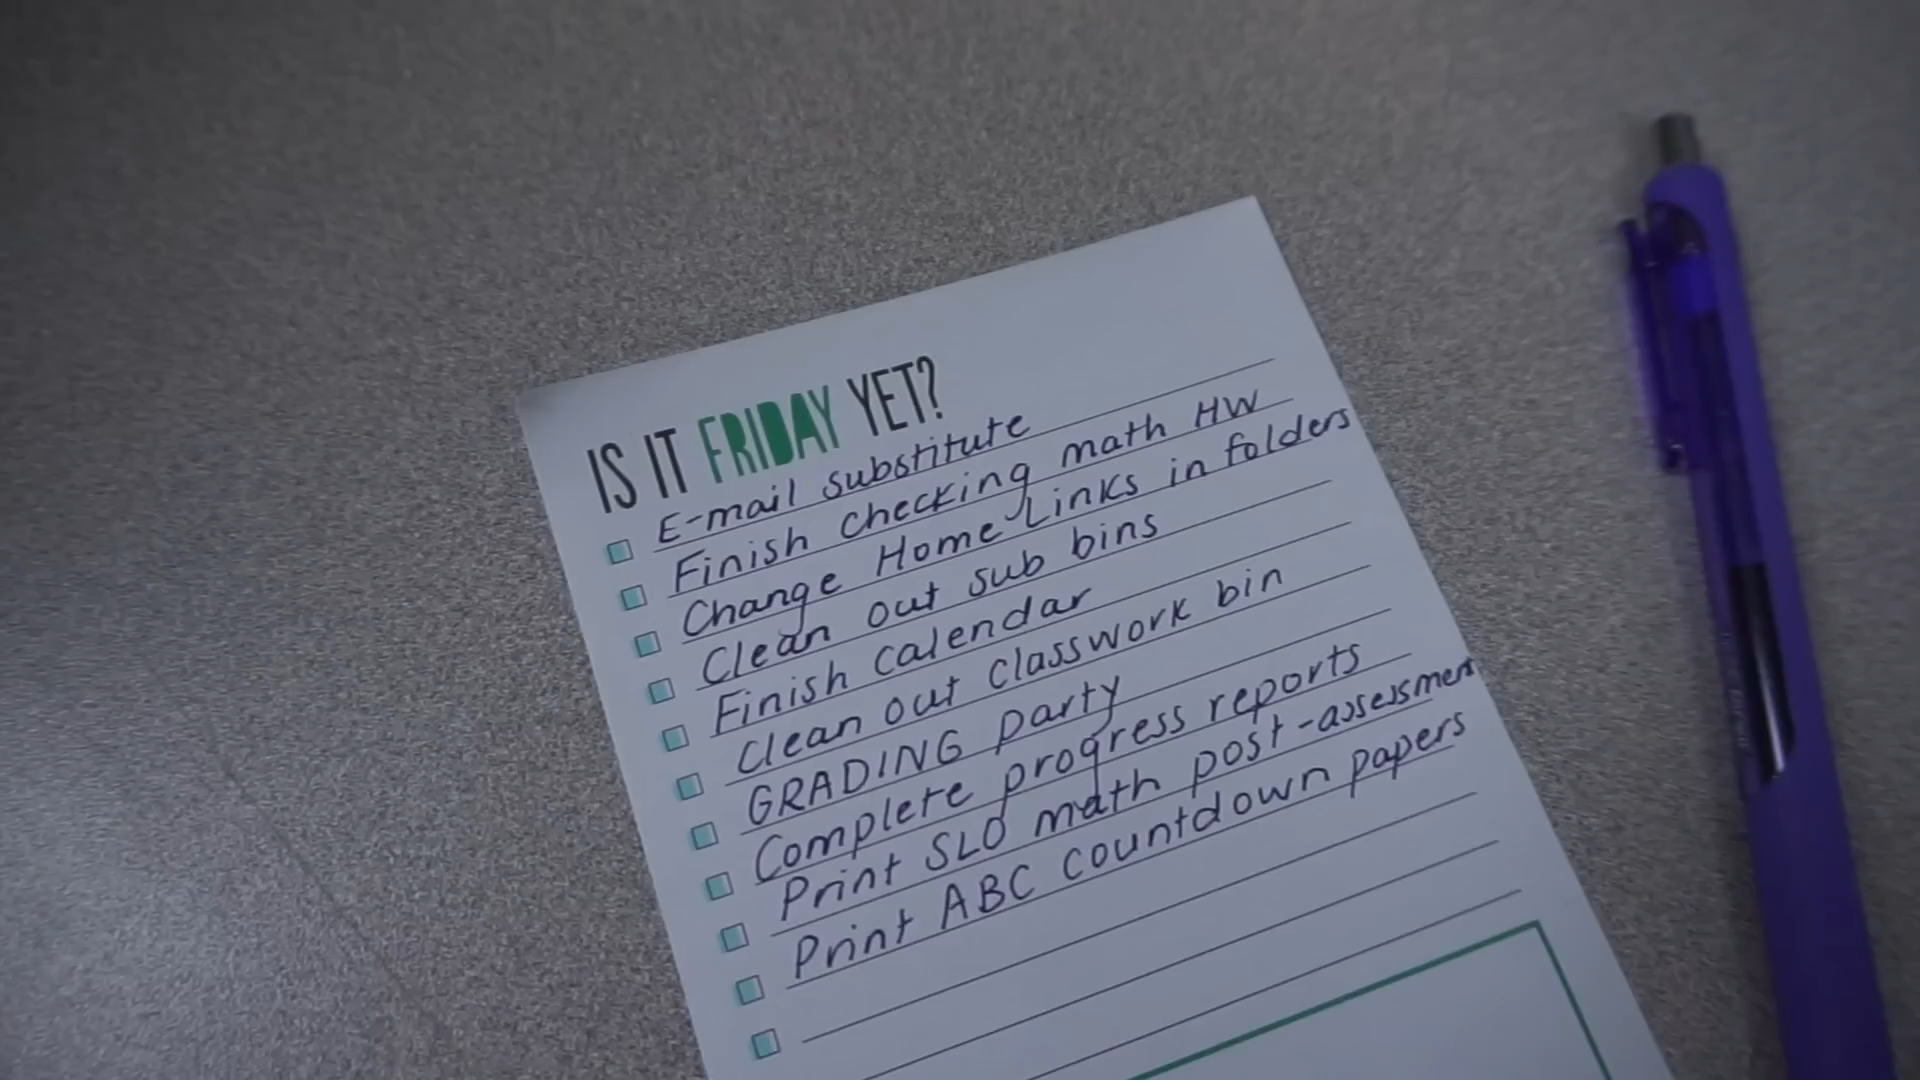 IS IT FRIDAY YET?
E-mail substitute
Finish checking math HW
Change Home Links in folders
Clean out sub bins
Finish calendar
Clean out classwork bin
GRADING party
Complete progress reports
Print SLO math post-assessment
Print ABC countdown papers